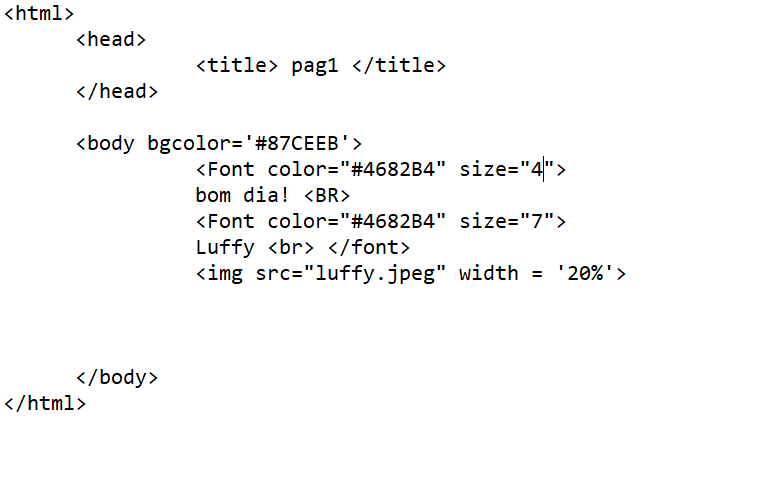 <html>
<head>
<title> pag1 </title>
</head>
<body bgcolor='#87CEEB'>
<Font color="#4682B4" size="4">
bom dia! <BR>
<Font color="#4682B4" size="7">
Luffy <br> </font>
<img src="luffy.jpeg" width = '20%'>
</body>
</html>